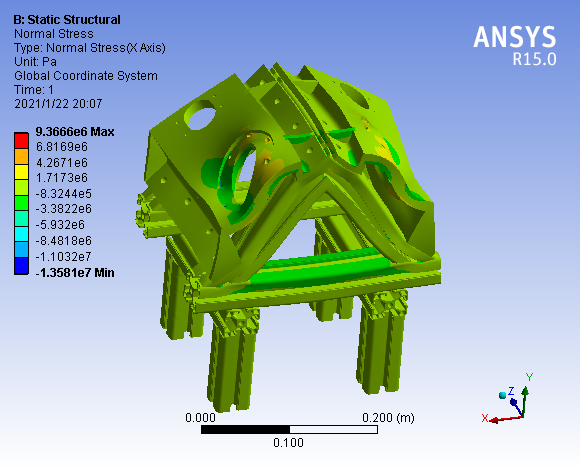 B: Static Structural
Normal Stress
Type: Normal Stress(X Axis)
Unit: Pa
Global Coordinate System
Time: 1
2021/1/22 20:07
ANSYS
R15.0
9.3666e6 Max
6.8169e6
4.2671e6
1.7173e6
-8.3244e5
-3.3822e6
-5.932e6
-8.4818e6
-1.1032e7
-1.3581e7 Min
0.000
0.200 (m)
0.100
Y
Z
X